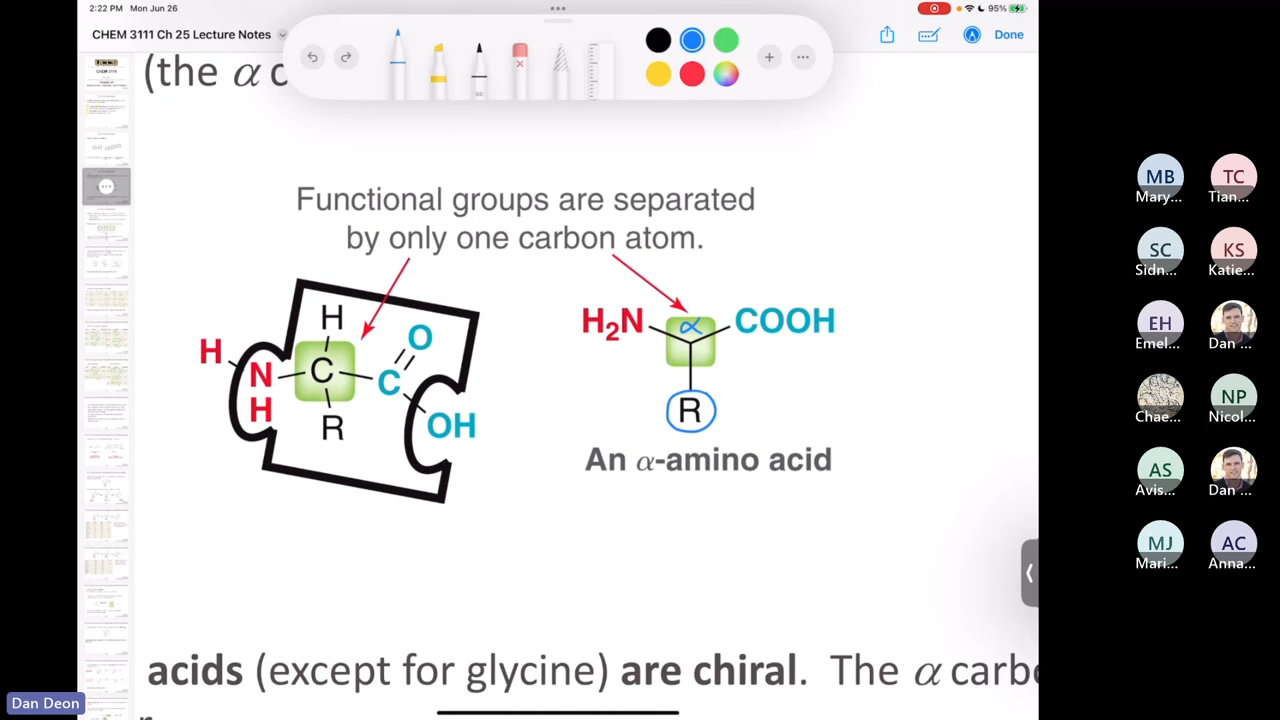 2:22 PM Mon Jun 26
95%
CHEM 3111 Ch 25 Lecture Notes
Done
(the α c
Functional groups are separated
by only one carbon atom.
H
H
N
H
C
R
C
O
OH
H₂N
α
COOH
R
An α-amino acid
acids (except for glycine) are chiral. The α carb
MB
Mary...
TC
Tian...
SC
Sidn...
KS
Katie...
EH
Emel...
Dan ...
Chae...
NP
Nicol...
AS
Avis...
Dan ...
MJ
Mari...
AC
Anna...
Dan Deon